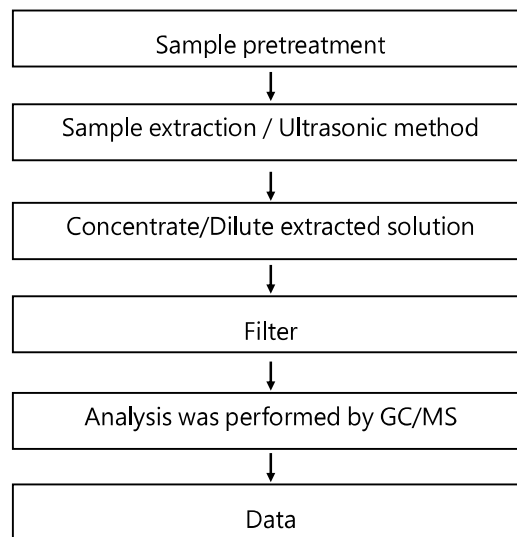 Sample pretreatment
Sample extraction / Ultrasonic method
Concentrate/Dilute extracted solution
Filter
Analysis was performed by GC/MS
Data